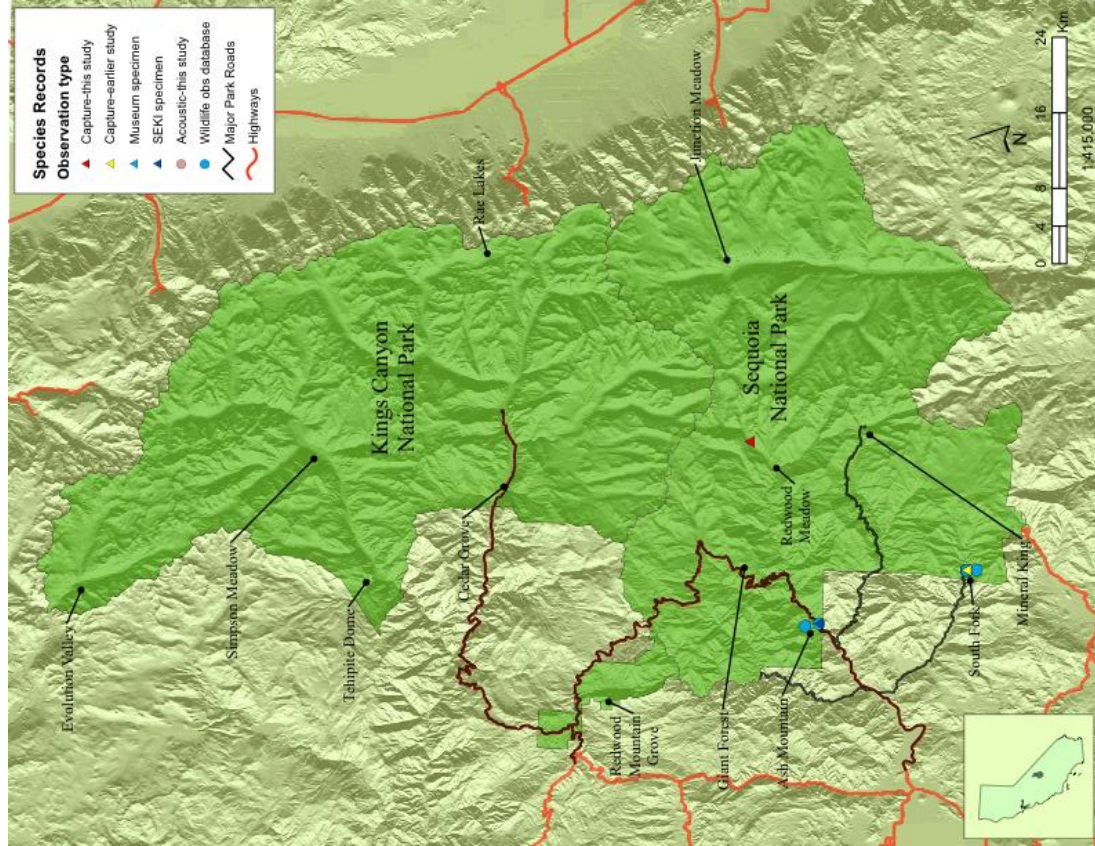 Species Records
Observation type
Capture-this study
Capture-earlier study
Museum specimen
SEKI specimen
Acoustic-this study
Wildlife obs database
Major Park Roads
Highways
Evolution Valley
Simpson Meadow
Tehipite Dome
Kings Canyon
National Park
Rae Lakes
Cedar Grove
Redwood
Mountain
Grove
Giant Forest
Ash Mountain
Sequoia
National Park
Redwood
Meadow
Junction Meadow
South Fork
Mineral King
N
0 4 8 16 24
Km
1:415,000